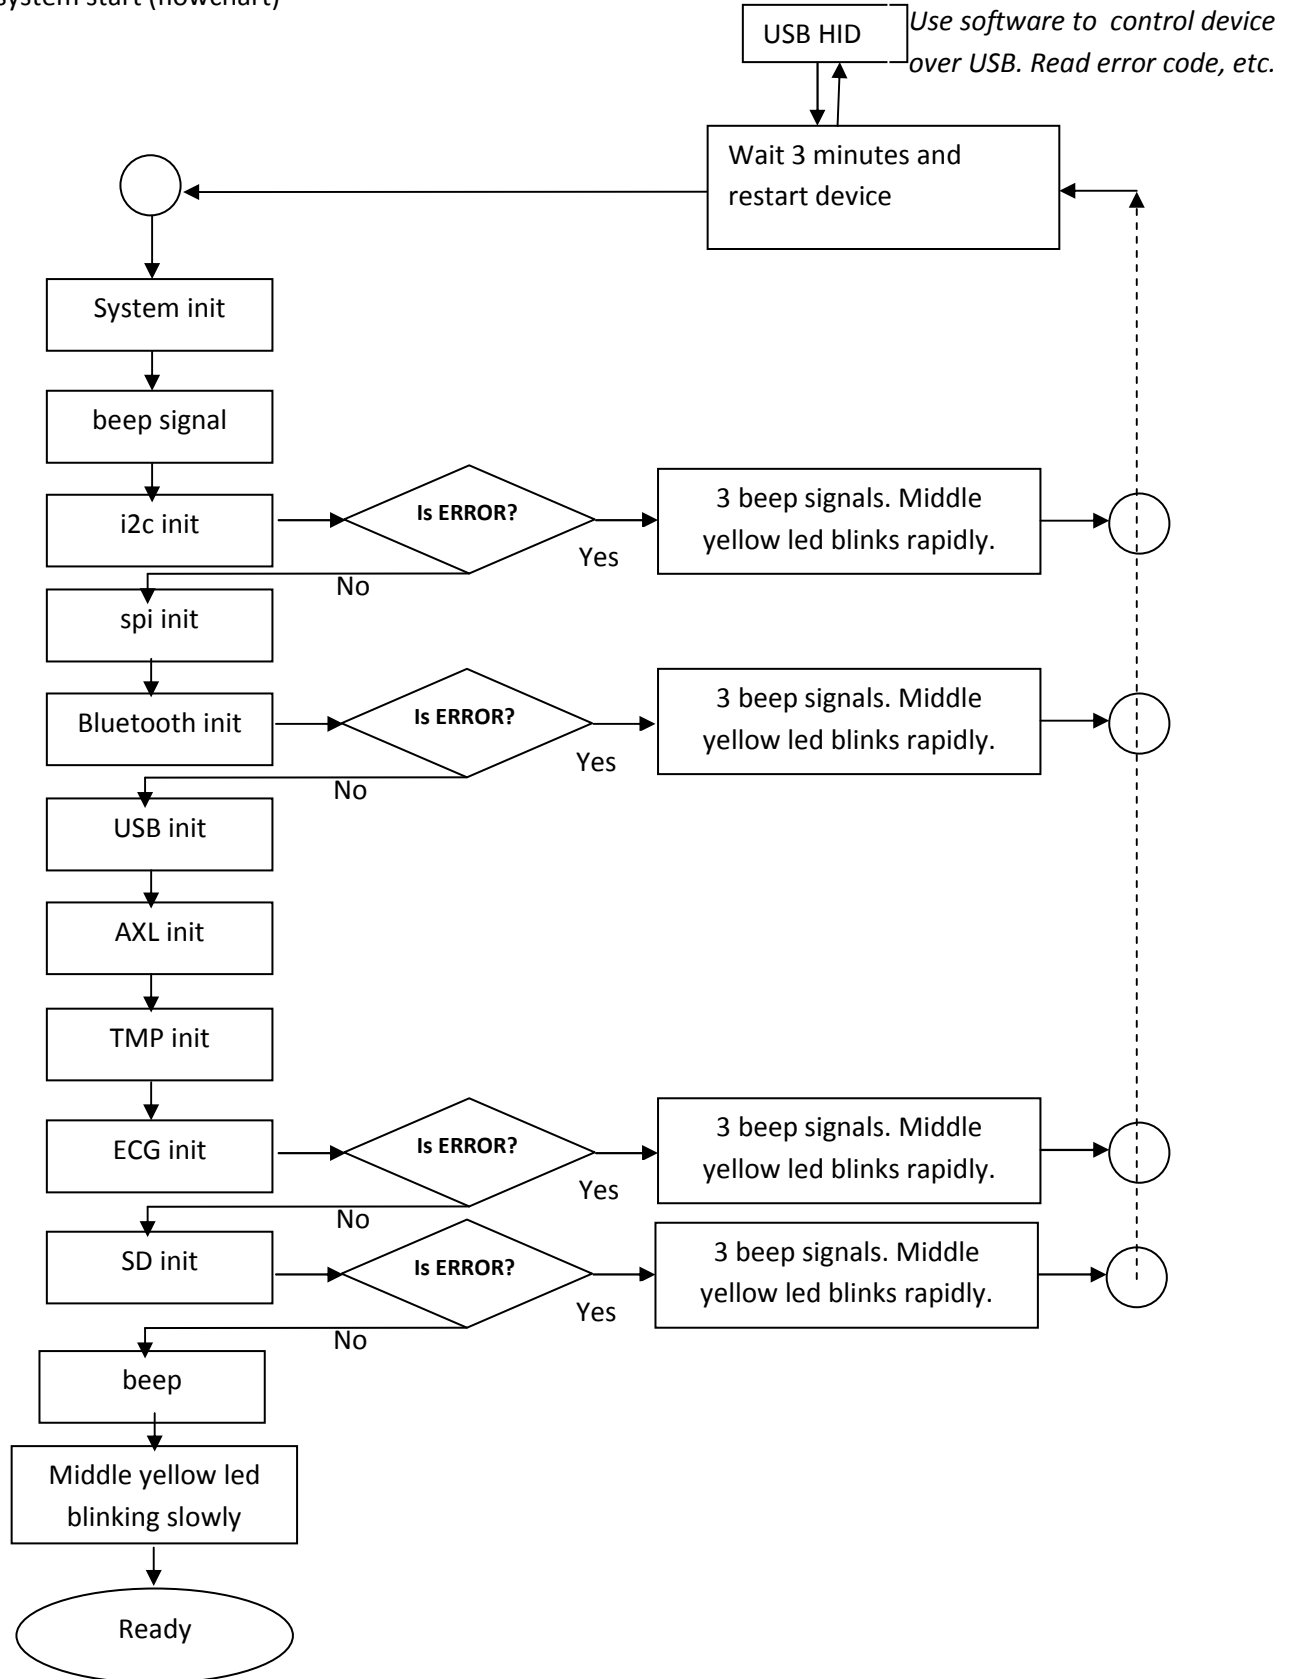 system start (flowchart)
USB HID
Use software to control device
over USB. Read error code, etc.
Wait 3 minutes and
restart device
System init
beep signal
i2c init
Is ERROR?
Yes
No
3 beep signals. Middle
yellow led blinks rapidly.
spi init
Bluetooth init
Is ERROR?
Yes
No
3 beep signals. Middle
yellow led blinks rapidly.
USB init
AXL init
TMP init
ECG init
Is ERROR?
Yes
No
3 beep signals. Middle
yellow led blinks rapidly.
SD init
Is ERROR?
Yes
No
3 beep signals. Middle
yellow led blinks rapidly.
beep
Middle yellow led
blinking slowly
Ready